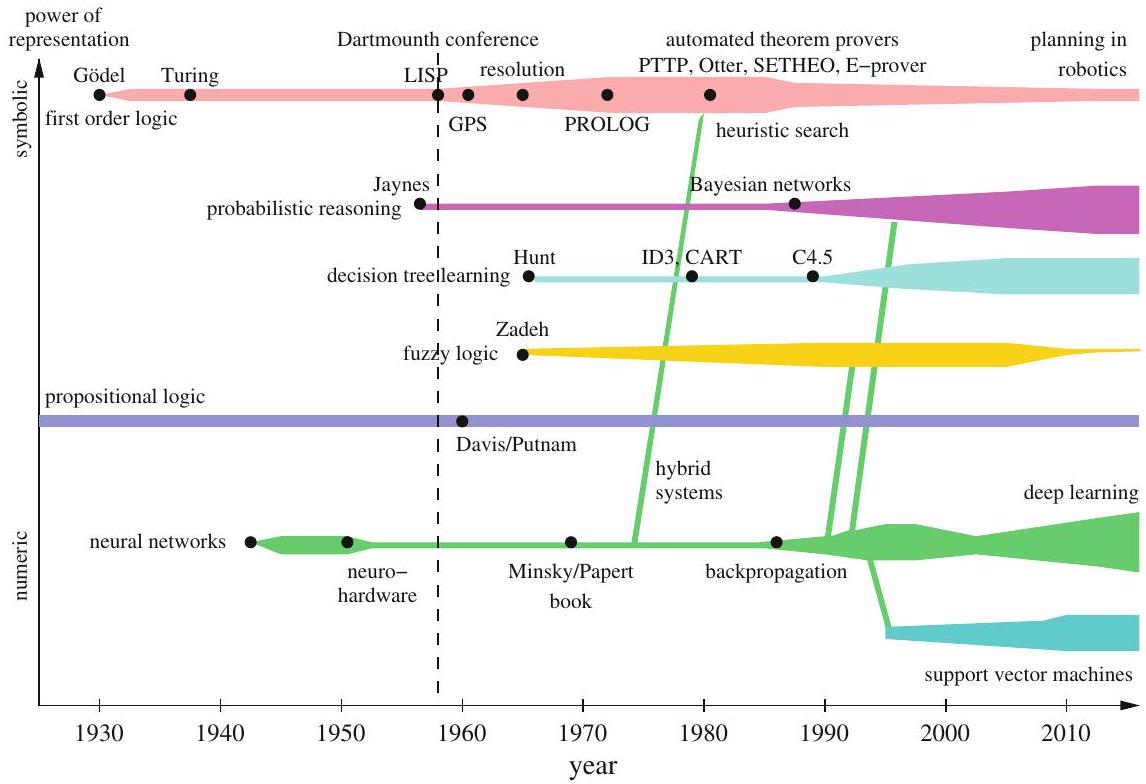 power of
representation
Dartmounth conference
automated theorem provers
PTTP, Otter, SETHEO, E−prover
planning in
robotics
Gödel
Turing
LISP
resolution
first order logic
GPS
PROLOG
heuristic search
symbolic
Jaynes
Bayesian networks
probabilistic reasoning
Hunt
ID3, CART
C4.5
decision tree learning
Zadeh
fuzzy logic
propositional logic
Davis/Putnam
hybrid
systems
deep learning
neural networks
numeric
neuro−
hardware
Minsky/Papert
book
backpropagation
support vector machines
1930
1940
1950
1960
1970
1980
1990
2000
2010
year